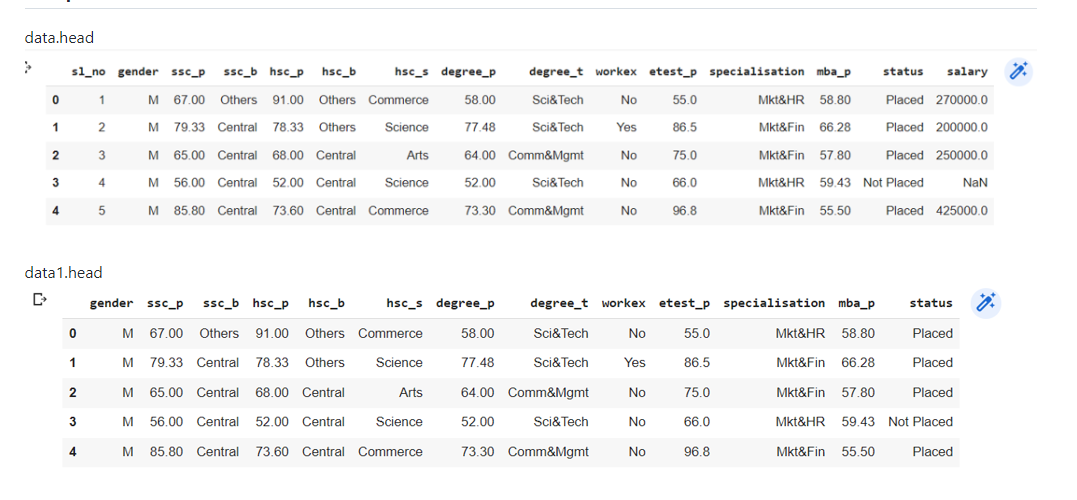 data.head
sl_no gender ssc_p ssc_b hsc_p hsc_b hsc_s degree_p degree_t workex etest_p specialisation mba_p status salary
0 1 M 67.00 Others 91.00 Others Commerce 58.00 Sci&Tech No 55.0 Mkt&HR 58.80 Placed 270000.0
1 2 M 79.33 Central 78.33 Others Science 77.48 Sci&Tech Yes 86.5 Mkt&Fin 66.28 Placed 200000.0
2 3 M 65.00 Central 68.00 Central Arts 64.00 Comm&Mgmt No 75.0 Mkt&Fin 57.80 Placed 250000.0
3 4 M 56.00 Central 52.00 Central Science 52.00 Sci&Tech No 66.0 Mkt&HR 59.43 Not Placed NaN
4 5 M 85.80 Central 73.60 Central Commerce 73.30 Comm&Mgmt No 96.8 Mkt&Fin 55.50 Placed 425000.0
data1.head
gender ssc_p ssc_b hsc_p hsc_b hsc_s degree_p degree_t workex etest_p specialisation mba_p status
0 M 67.00 Others 91.00 Others Commerce 58.00 Sci&Tech No 55.0 Mkt&HR 58.80 Placed
1 M 79.33 Central 78.33 Others Science 77.48 Sci&Tech Yes 86.5 Mkt&Fin 66.28 Placed
2 M 65.00 Central 68.00 Central Arts 64.00 Comm&Mgmt No 75.0 Mkt&Fin 57.80 Placed
3 M 56.00 Central 52.00 Central Science 52.00 Sci&Tech No 66.0 Mkt&HR 59.43 Not Placed
4 M 85.80 Central 73.60 Central Commerce 73.30 Comm&Mgmt No 96.8 Mkt&Fin 55.50 Placed